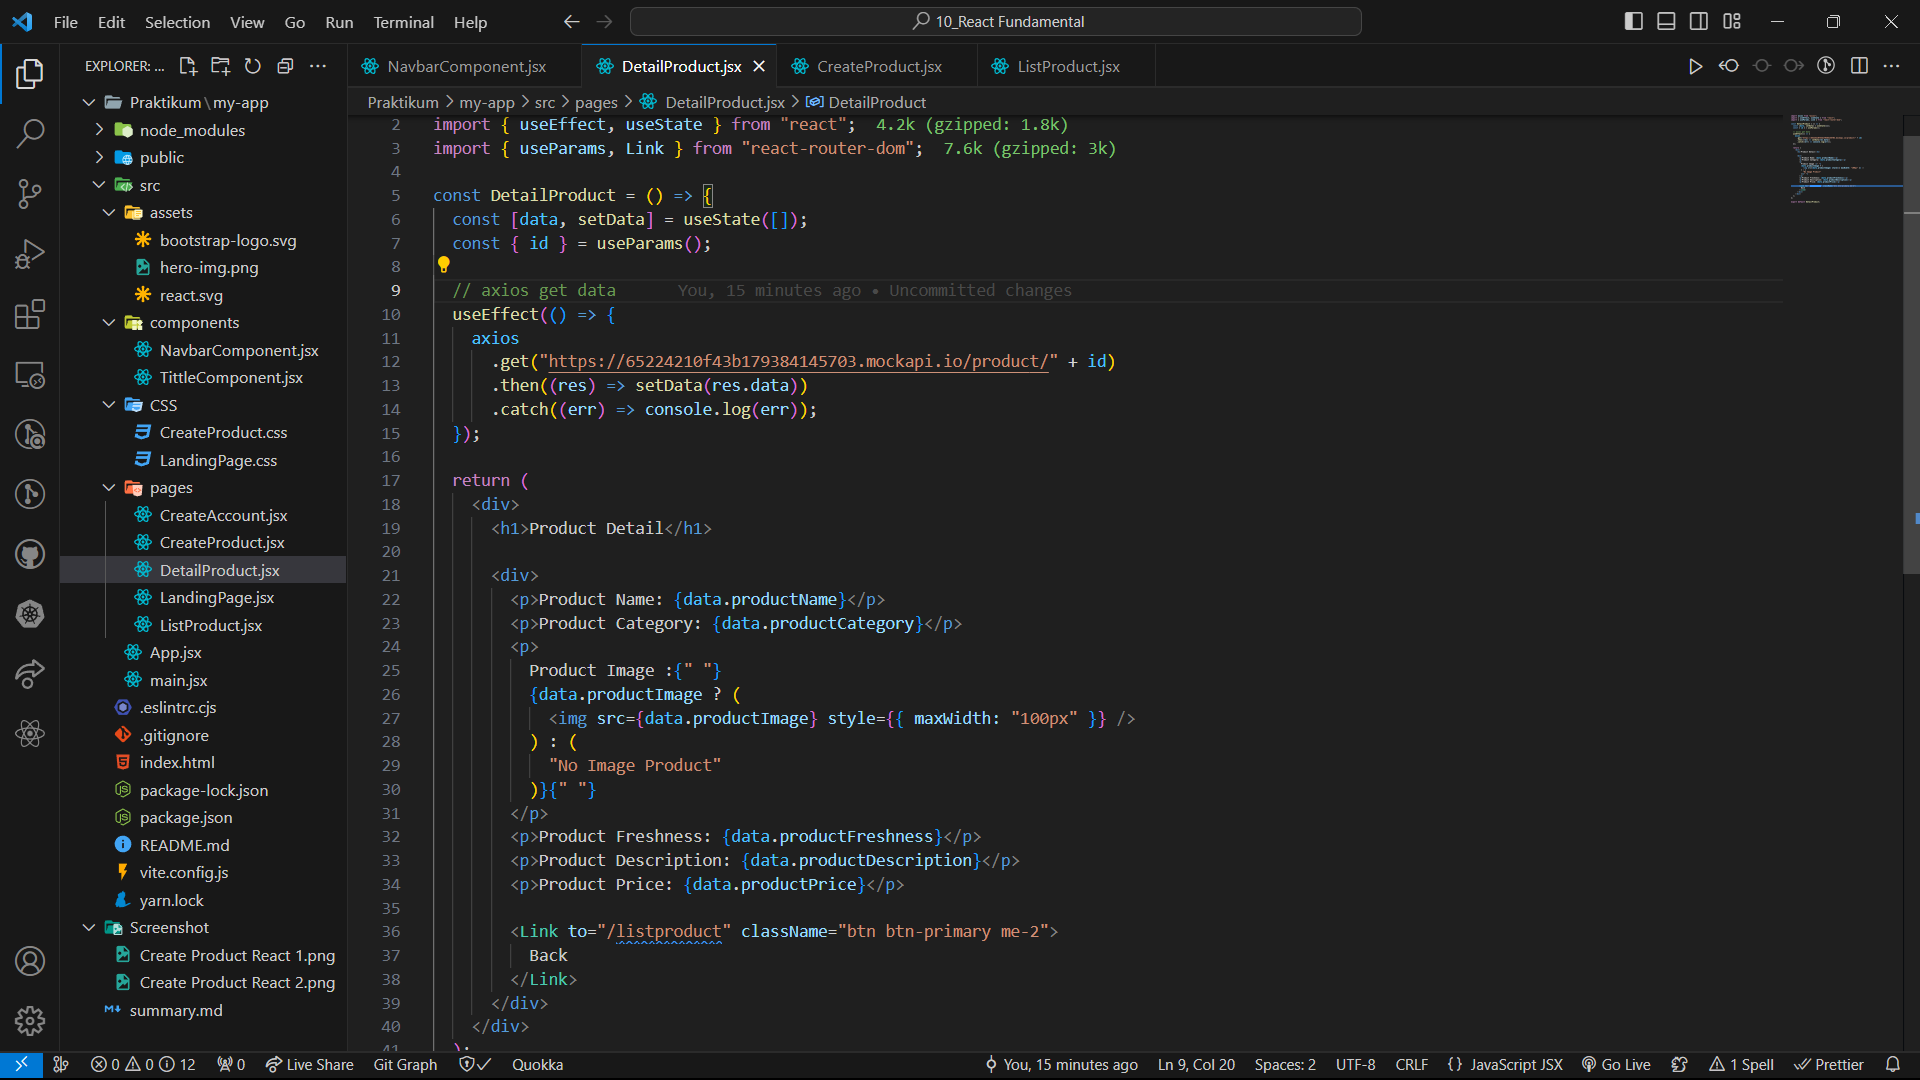 File Edit Selection View Go Run Terminal Help
10_React Fundamental
EXPLORER: ...
NavbarComponent.jsx
DetailProduct.jsx
CreateProduct.jsx
ListProduct.jsx
Praktikum > my-app > src > pages > DetailProduct.jsx > DetailProduct
Praktikum\my-app
node_modules
public
src
assets
bootstrap-logo.svg
hero-img.png
react.svg
components
NavbarComponent.jsx
TittleComponent.jsx
CSS
CreateProduct.css
LandingPage.css
pages
CreateAccount.jsx
CreateProduct.jsx
DetailProduct.jsx
LandingPage.jsx
ListProduct.jsx
App.jsx
main.jsx
.eslintrc.cjs
.gitignore
index.html
package-lock.json
package.json
README.md
vite.config.js
yarn.lock
Screenshot
Create Product React 1.png
Create Product React 2.png
summary.md
2 import { useEffect, useState } from "react"; 4.2k (gzipped: 1.8k)
3 import { useParams, Link } from "react-router-dom"; 7.6k (gzipped: 3k)
4
5 const DetailProduct = () => {
6 const [data, setData] = useState([]);
7 const { id } = useParams();
8
9 // axios get data You, 15 minutes ago • Uncommitted changes
10 useEffect(() => {
11 axios
12 .get("https://65224210f43b179384145703.mockapi.io/product/" + id)
13 .then((res) => setData(res.data))
14 .catch((err) => console.log(err));
15 });
16
17 return (
18 <div>
19 <h1>Product Detail</h1>
20
21 <div>
22 <p>Product Name: {data.productName}</p>
23 <p>Product Category: {data.productCategory}</p>
24 <p>
25 Product Image :{" "}
26 {data.productImage ? (
27 <img src={data.productImage} style={{ maxWidth: "100px" }} />
28 ) : (
29 "No Image Product"
30 )}{" "}
31 </p>
32 <p>Product Freshness: {data.productFreshness}</p>
33 <p>Product Description: {data.productDescription}</p>
34 <p>Product Price: {data.productPrice}</p>
35
36 <Link to="/listproduct" className="btn btn-primary me-2">
37 Back
38 </Link>
39 </div>
40 </div>
41 );
0 0 12 0 Live Share Git Graph Quokka
You, 15 minutes ago Ln 9, Col 20 Spaces: 2 UTF-8 CRLF {} JavaScript JSX Go Live 1 Spell Prettier